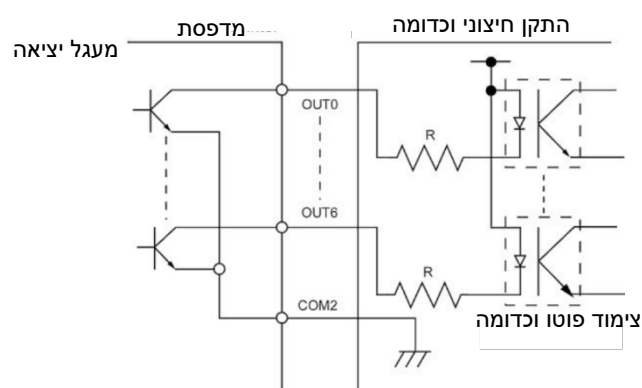 התקן חיצוני וכדומה
מדפסת
מעגל יציאה
OUT0
R
OUT6
R
COM2
צימוד פוטו וכדומה